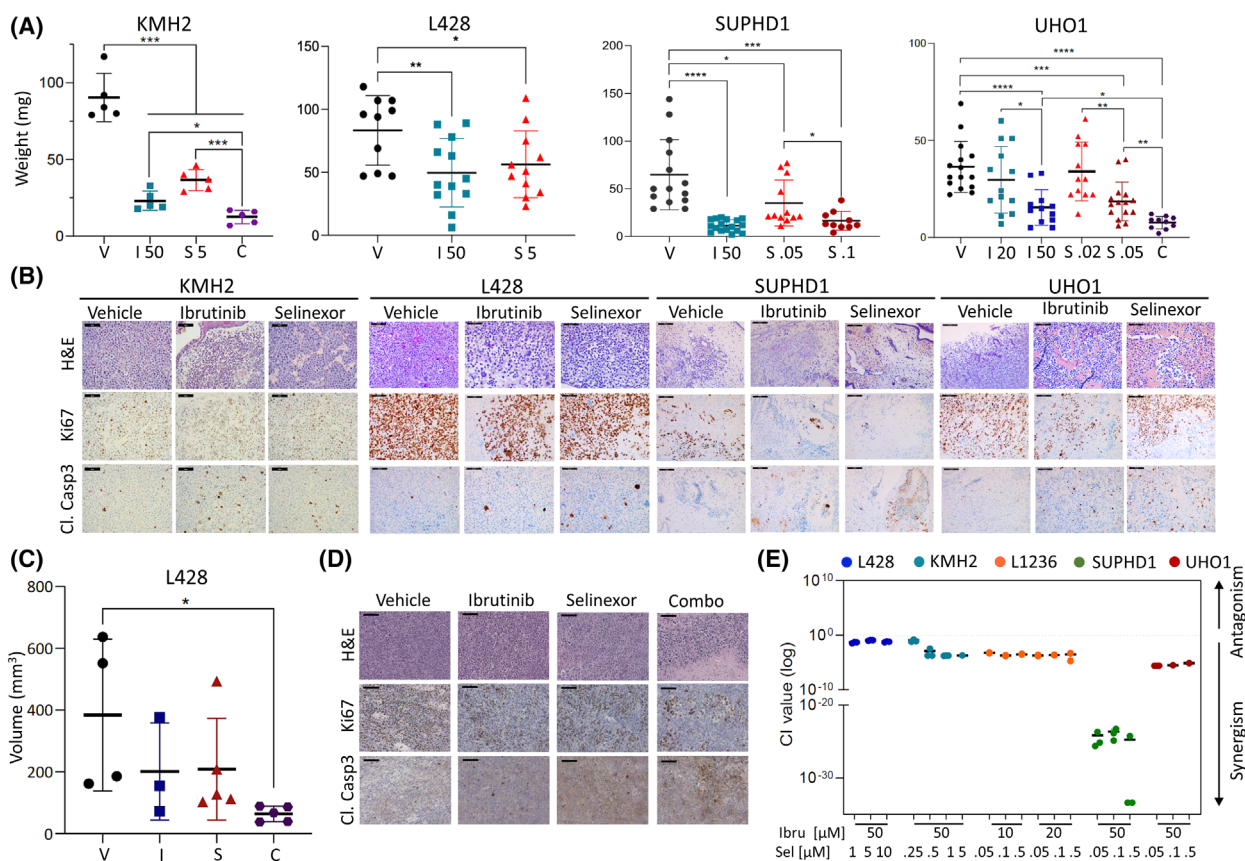 (A)
KMH2
L428
SUPHD1
UHO1
Weight (mg)
100
50
0
***
*
***
V I 50 S 5 C
150
100
50
0
*
**
V I 50 S 5
200
150
100
50
0
***
*
****
*
V I 50 S .05 S .1
100
50
0
****
***
**** *
* **
**
V I 20 I 50 S .02 S .05 C
(B)
KMH2 L428 SUPHD1 UHO1
Vehicle Ibrutinib Selinexor Vehicle Ibrutinib Selinexor Vehicle Ibrutinib Selinexor Vehicle Ibrutinib Selinexor
H&E
Ki67
Cl. Casp3
(C)
L428
Volume (mm³)
800
600
400
200
0
*
V I S C
(D)
Vehicle Ibrutinib Selinexor Combo
H&E
Ki67
Cl. Casp3
(E)
L428 KMH2 L1236 SUPHD1 UHO1
CI value (log)
10¹⁰
10⁰
10⁻¹⁰
10⁻²⁰
10⁻³⁰
Antagonism
Synergism
Ibru [µM] 50 50 10 20 50 50
Sel [µM] 1 5 10 .25 .5 1 5 .05 .1 .5 .05 .1 .5 .05 .1 .5 .05 .1 .5